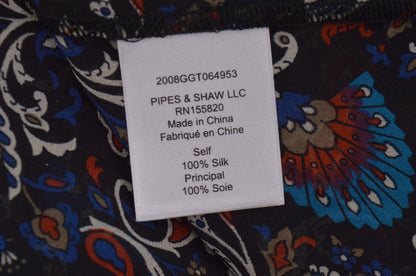 2008GGT064953
PIPES & SHAW LLC
RN155820
Made in China
Fabriqué en Chine
Self
100% Silk
Principal
100% Soie